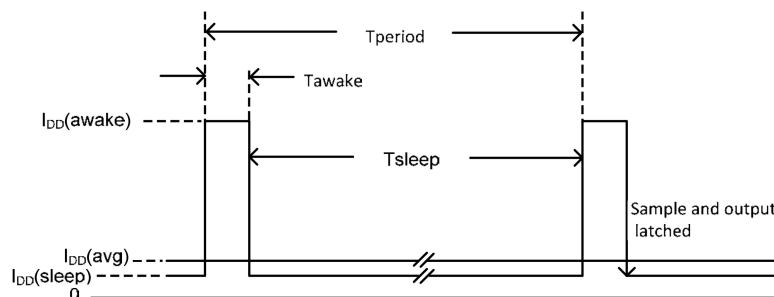 Tperiod
Tawake
IDD(awake)
Tsleep
Sample and output
latched
IDD(avg)
IDD(sleep)
0